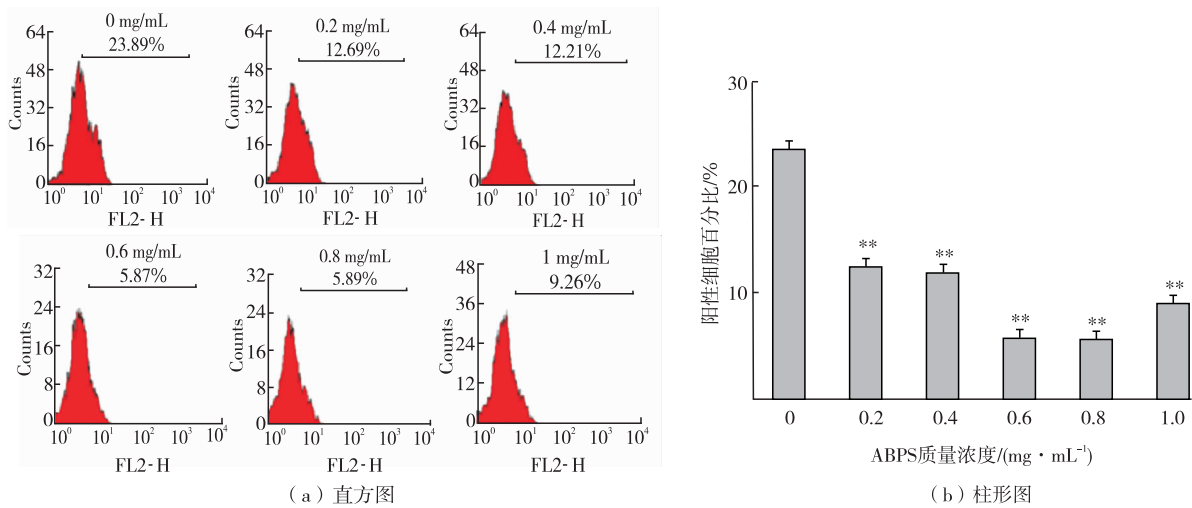 0 mg/mL
23.89%
64
48
32
16
0
Counts
10⁰ 10¹ 10² 10³ 10⁴
FL2- H
0.2 mg/mL
12.69%
64
48
32
16
0
Counts
10⁰ 10¹ 10² 10³ 10⁴
FL2- H
0.4 mg/mL
12.21%
64
48
32
16
0
Counts
10⁰ 10¹ 10² 10³ 10⁴
FL2- H
0.6 mg/mL
5.87%
32
24
16
8
0
Counts
10⁰ 10¹ 10² 10³ 10⁴
FL2- H
0.8 mg/mL
5.89%
32
24
16
8
0
Counts
10⁰ 10¹ 10² 10³ 10⁴
FL2- H
1 mg/mL
9.26%
48
36
24
12
0
Counts
10⁰ 10¹ 10² 10³ 10⁴
FL2- H
（a）直方图
30
20
10
阳性细胞百分比/%
**
**
**
**
**
0 0.2 0.4 0.6 0.8 1.0
ABPS质量浓度/(mg·mL⁻¹)
（b）柱形图